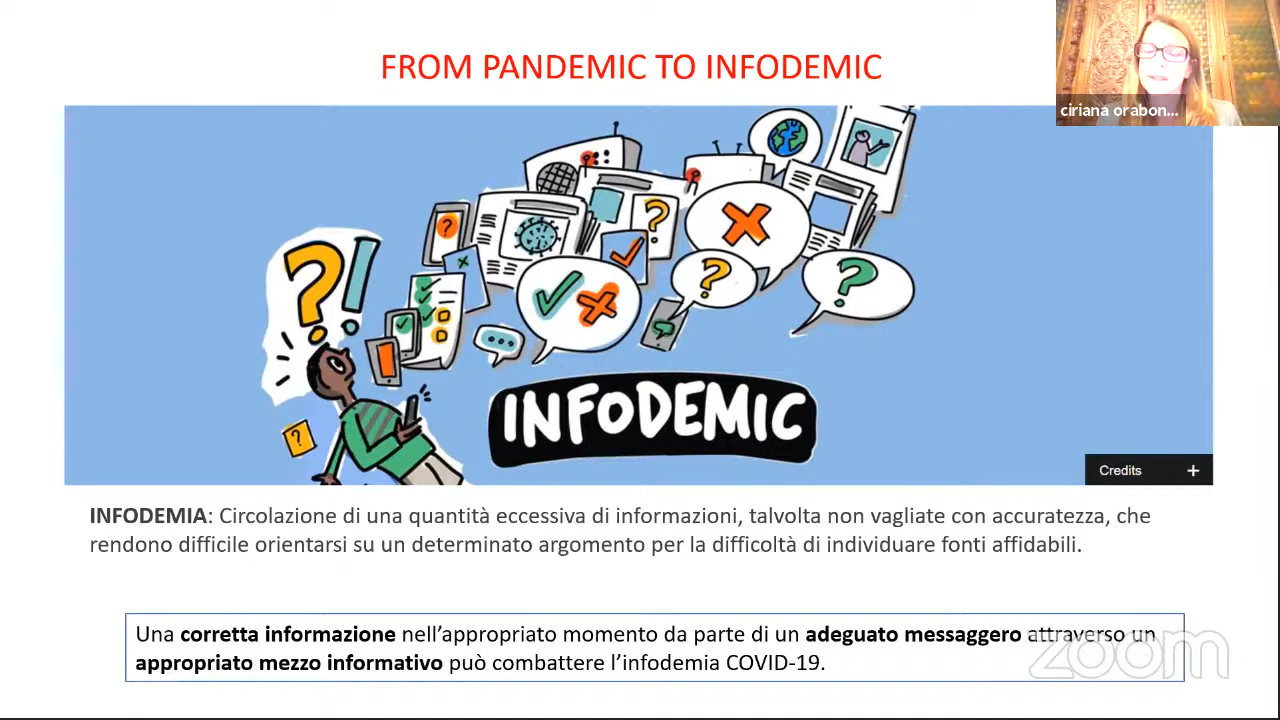 FROM PANDEMIC TO INFODEMIC
ciriana orabon...
INFODEMIC
Credits +
INFODEMIA: Circolazione di una quantità eccessiva di informazioni, talvolta non vagliate con accuratezza, che
rendono difficile orientarsi su un determinato argomento per la difficoltà di individuare fonti affidabili.
Una corretta informazione nell'appropriato momento da parte di un adeguato messaggero attraverso un
appropriato mezzo informativo può combattere l'infodemia COVID-19.
zoom